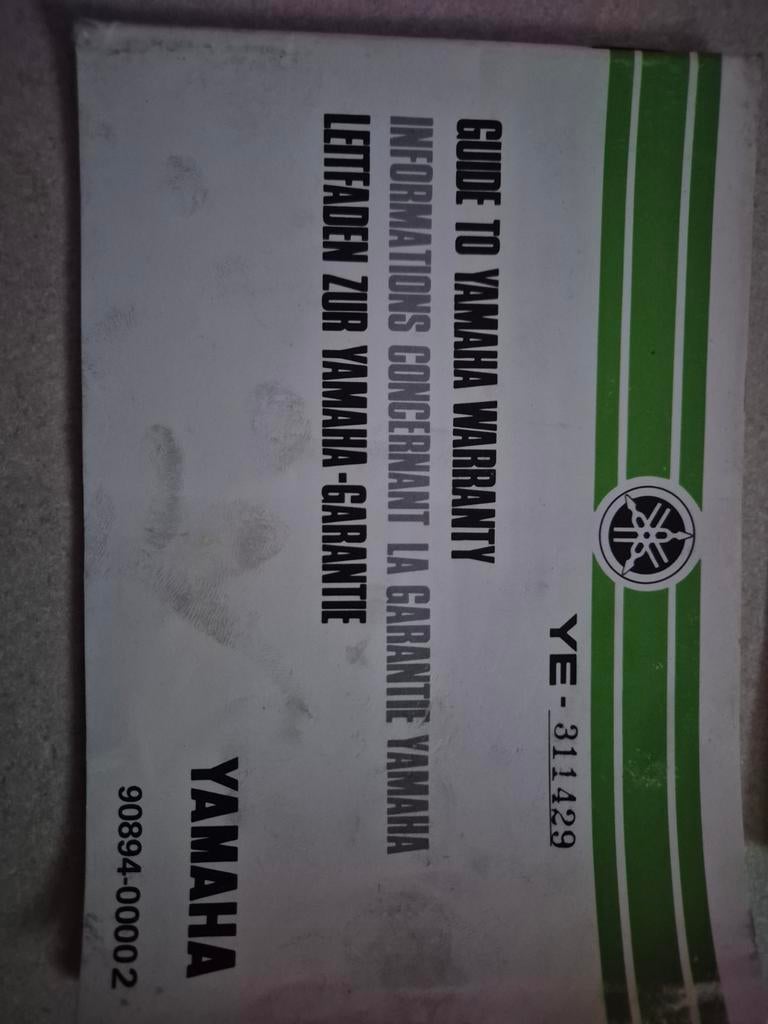 YE-311429
GUIDE TO YAMAHA WARRANTY
INFORMATIONS CONCERNANT LA GARANTIE YAMAHA
LEITFADEN ZUR YAMAHA-GARANTIE
YAMAHA
90894-00002